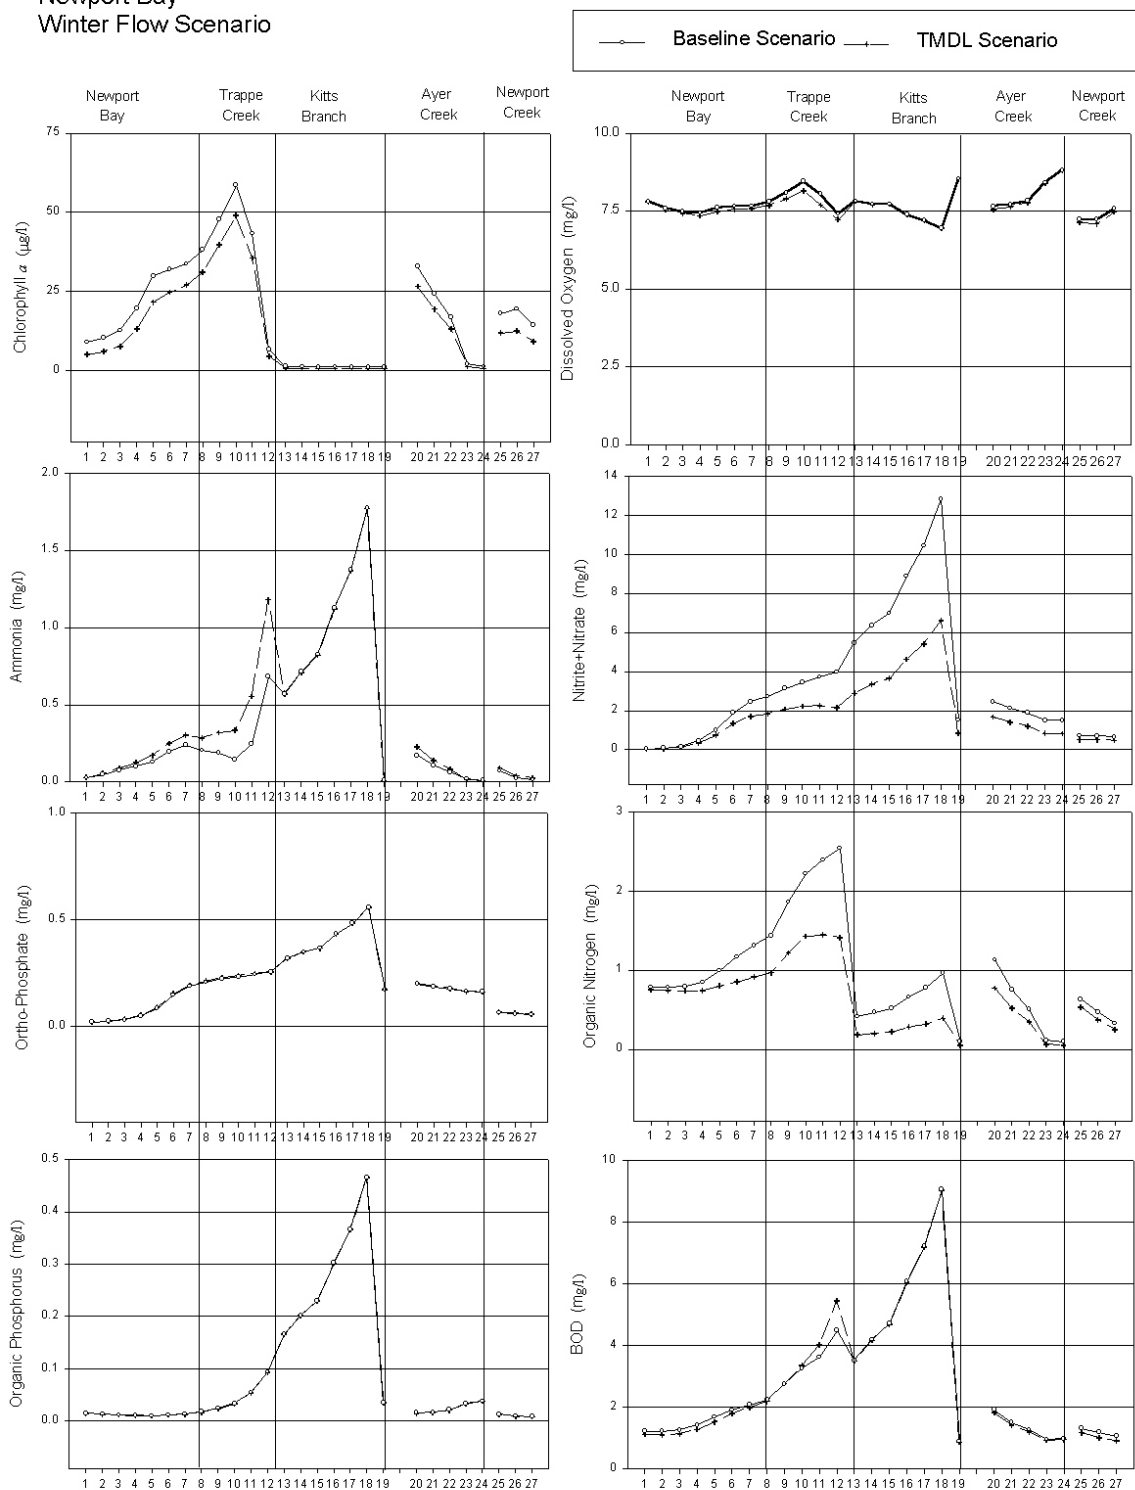 Newport Bay
Winter Flow Scenario
Baseline Scenario
TMDL Scenario
Newport Bay
Trappe Creek
Kitts Branch
Ayer Creek
Newport Creek
75
50
25
0
Chlorophyll a (µg/l)
1 2 3 4 5 6 7 8 9 10 11 12 13 14 15 16 17 18 19 20 21 22 23 24 25 26 27
Newport Bay
Trappe Creek
Kitts Branch
Ayer Creek
Newport Creek
10.0
7.5
5.0
2.5
0.0
Dissolved Oxygen (mg/l)
1 2 3 4 5 6 7 8 9 10 11 12 13 14 15 16 17 18 19 20 21 22 23 24 25 26 27
2.0
1.5
1.0
0.5
0.0
Ammonia (mg/l)
1 2 3 4 5 6 7 8 9 10 11 12 13 14 15 16 17 18 19 20 21 22 23 24 25 26 27
14
12
10
8
6
4
2
0
Nitrite+Nitrate (mg/l)
1 2 3 4 5 6 7 8 9 10 11 12 13 14 15 16 17 18 19 20 21 22 23 24 25 26 27
1.0
0.5
0.0
Ortho-Phosphate (mg/l)
1 2 3 4 5 6 7 8 9 10 11 12 13 14 15 16 17 18 19 20 21 22 23 24 25 26 27
3
2
1
0
Organic Nitrogen (mg/l)
1 2 3 4 5 6 7 8 9 10 11 12 13 14 15 16 17 18 19 20 21 22 23 24 25 26 27
0.5
0.4
0.3
0.2
0.1
0.0
Organic Phosphorus (mg/l)
1 2 3 4 5 6 7 8 9 10 11 12 13 14 15 16 17 18 19 20 21 22 23 24 25 26 27
10
8
6
4
2
0
BOD (mg/l)
1 2 3 4 5 6 7 8 9 10 11 12 13 14 15 16 17 18 19 20 21 22 23 24 25 26 27